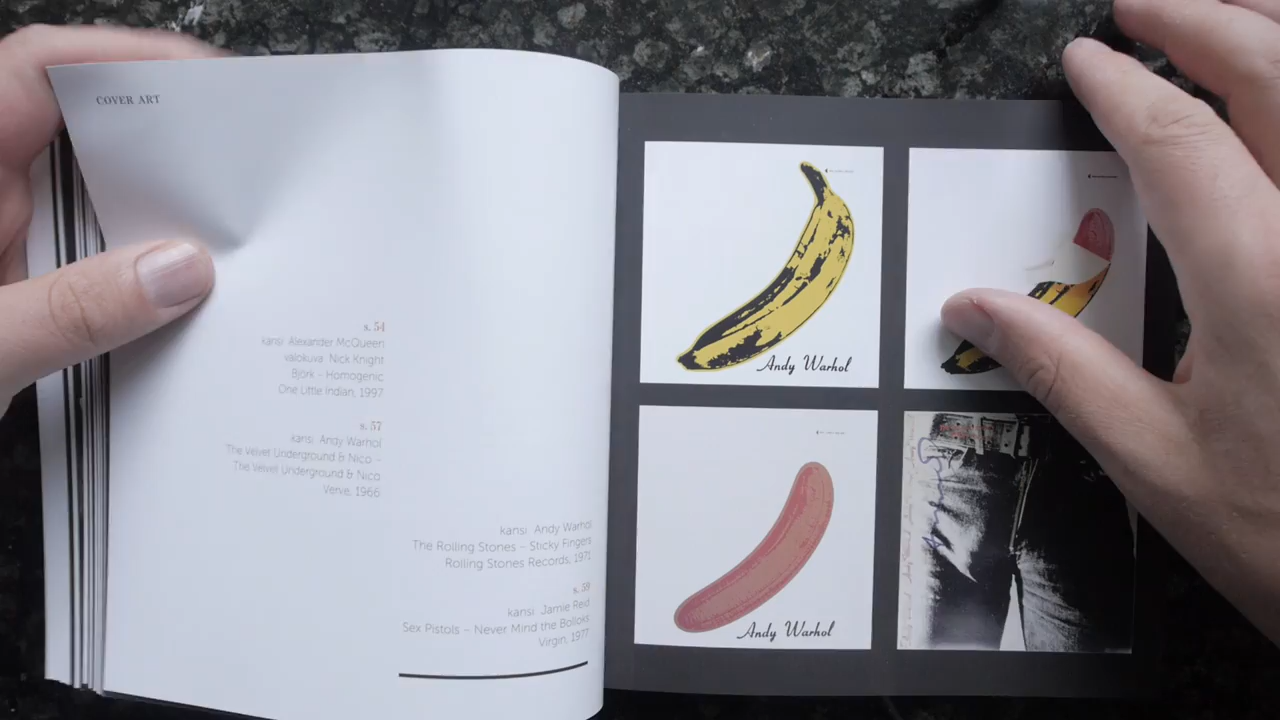 COVER ART
s. 54
kansi: Alexander McQueen
valokuva: Nick Knight
Björk – Homogenic
One Little Indian, 1997
s. 57
kansi: Andy Warhol
The Velvet Underground & Nico –
The Velvet Underground & Nico
Verve, 1966
kansi: Andy Warhol
The Rolling Stones – Sticky Fingers
Rolling Stones Records, 1971
s. 59
kansi: Jamie Reid
Sex Pistols – Never Mind the Bollocks
Virgin, 1977
Andy Warhol
Andy Warhol